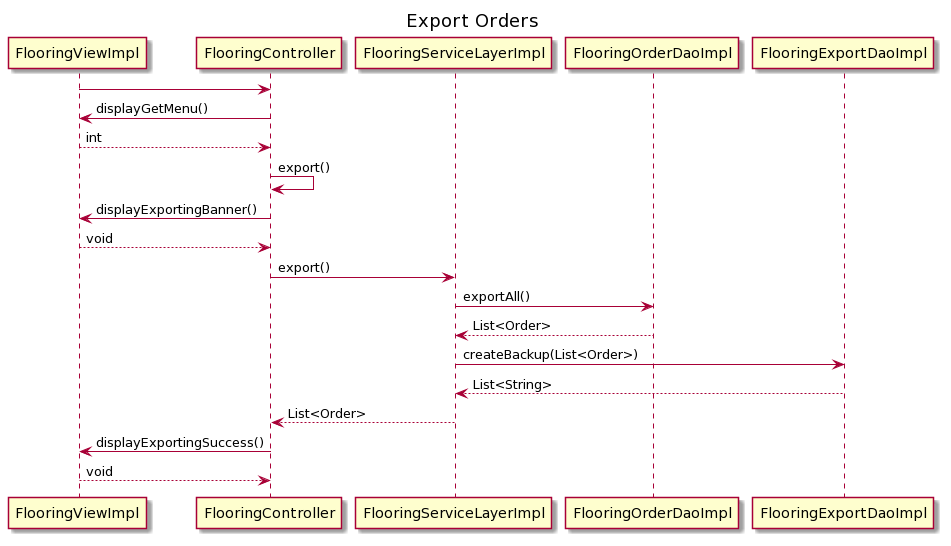 Export Orders
FlooringViewImpl FlooringController FlooringServiceLayerImpl FlooringOrderDaoImpl FlooringExportDaoImpl
displayGetMenu()
int
export()
displayExportingBanner()
void
export()
exportAll()
List<Order>
createBackup(List<Order>)
List<String>
List<Order>
displayExportingSuccess()
void
FlooringViewImpl FlooringController FlooringServiceLayerImpl FlooringOrderDaoImpl FlooringExportDaoImpl